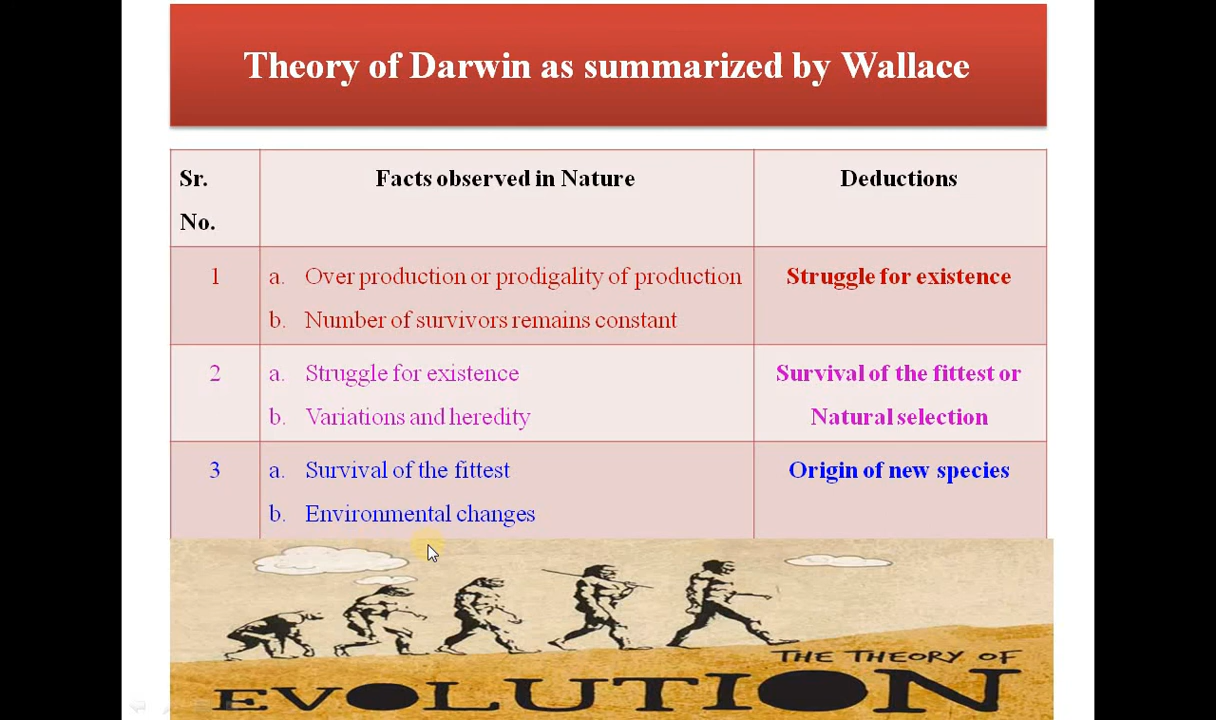 Theory of Darwin as summarized by Wallace
Sr.
No.
Facts observed in Nature
Deductions
1
a. Over production or prodigality of production
b. Number of survivors remains constant
Struggle for existence
2
a. Struggle for existence
b. Variations and heredity
Survival of the fittest or
Natural selection
3
a. Survival of the fittest
b. Environmental changes
Origin of new species
THE THEORY OF
EVOLUTION